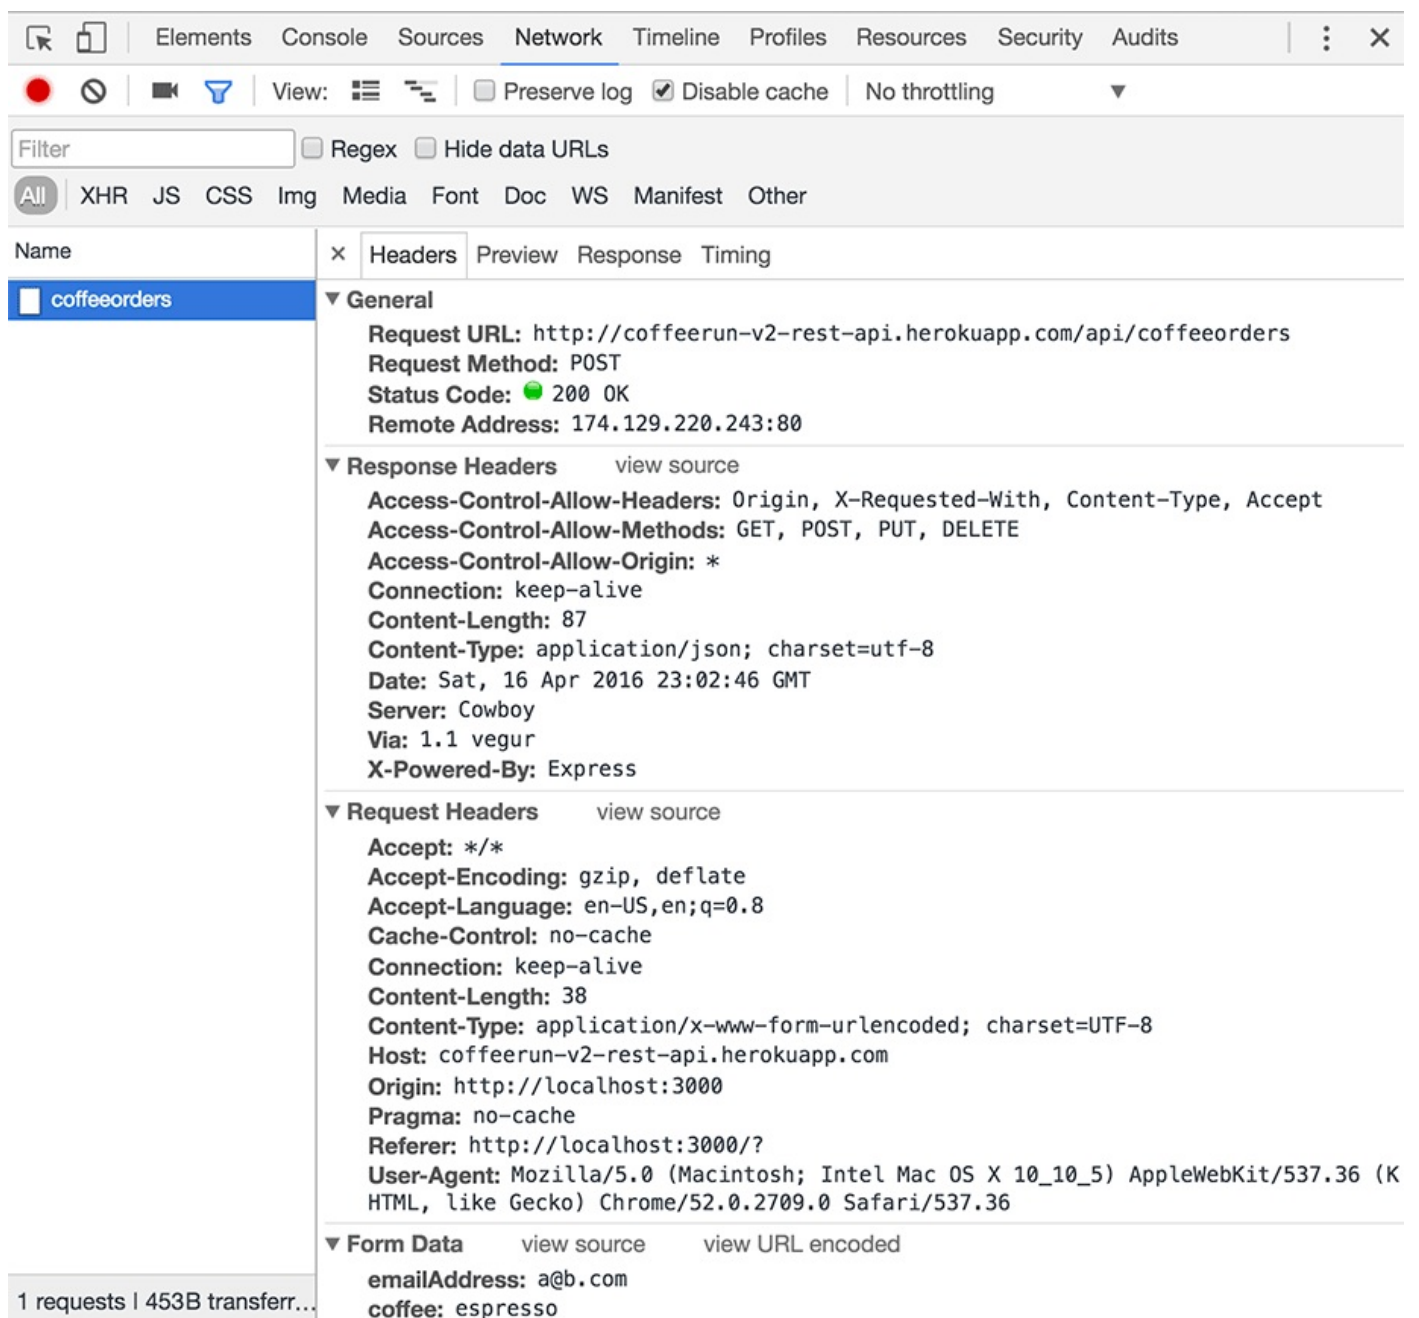 Elements Console Sources Network Timeline Profiles Resources Security Audits
View: Preserve log Disable cache No throttling
Filter Regex Hide data URLs
All XHR JS CSS Img Media Font Doc WS Manifest Other
Name
Headers Preview Response Timing
coffeeorders
General
Request URL: http://coffeerun-v2-rest-api.herokuapp.com/api/coffeeorders
Request Method: POST
Status Code: 200 OK
Remote Address: 174.129.220.243:80
Response Headers view source
Access-Control-Allow-Headers: Origin, X-Requested-With, Content-Type, Accept
Access-Control-Allow-Methods: GET, POST, PUT, DELETE
Access-Control-Allow-Origin: *
Connection: keep-alive
Content-Length: 87
Content-Type: application/json; charset=utf-8
Date: Sat, 16 Apr 2016 23:02:46 GMT
Server: Cowboy
Via: 1.1 vegur
X-Powered-By: Express
Request Headers view source
Accept: */*
Accept-Encoding: gzip, deflate
Accept-Language: en-US,en;q=0.8
Cache-Control: no-cache
Connection: keep-alive
Content-Length: 38
Content-Type: application/x-www-form-urlencoded; charset=UTF-8
Host: coffeerun-v2-rest-api.herokuapp.com
Origin: http://localhost:3000
Pragma: no-cache
Referer: http://localhost:3000/?
User-Agent: Mozilla/5.0 (Macintosh; Intel Mac OS X 10_10_5) AppleWebKit/537.36 (K
HTML, like Gecko) Chrome/52.0.2709.0 Safari/537.36
Form Data view source view URL encoded
emailAddress: a@b.com
coffee: espresso
1 requests | 453B transferr...